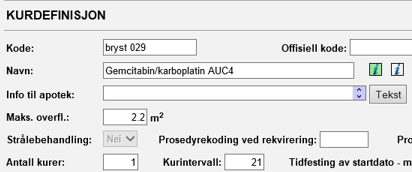 KURDEFINISJON
Kode: bryst 029 Offisiell kode:
Navn: Gemcitabin/karboplatin AUC4 i i
Info til apotek: Tekst
Maks. overfl.: 2.2 m²
Strålebehandling: Nei Prosedyrekoding ved rekvirering: Pro
Antall kurer: 1 Kurintervall: 21 Tidfesting av startdato - m